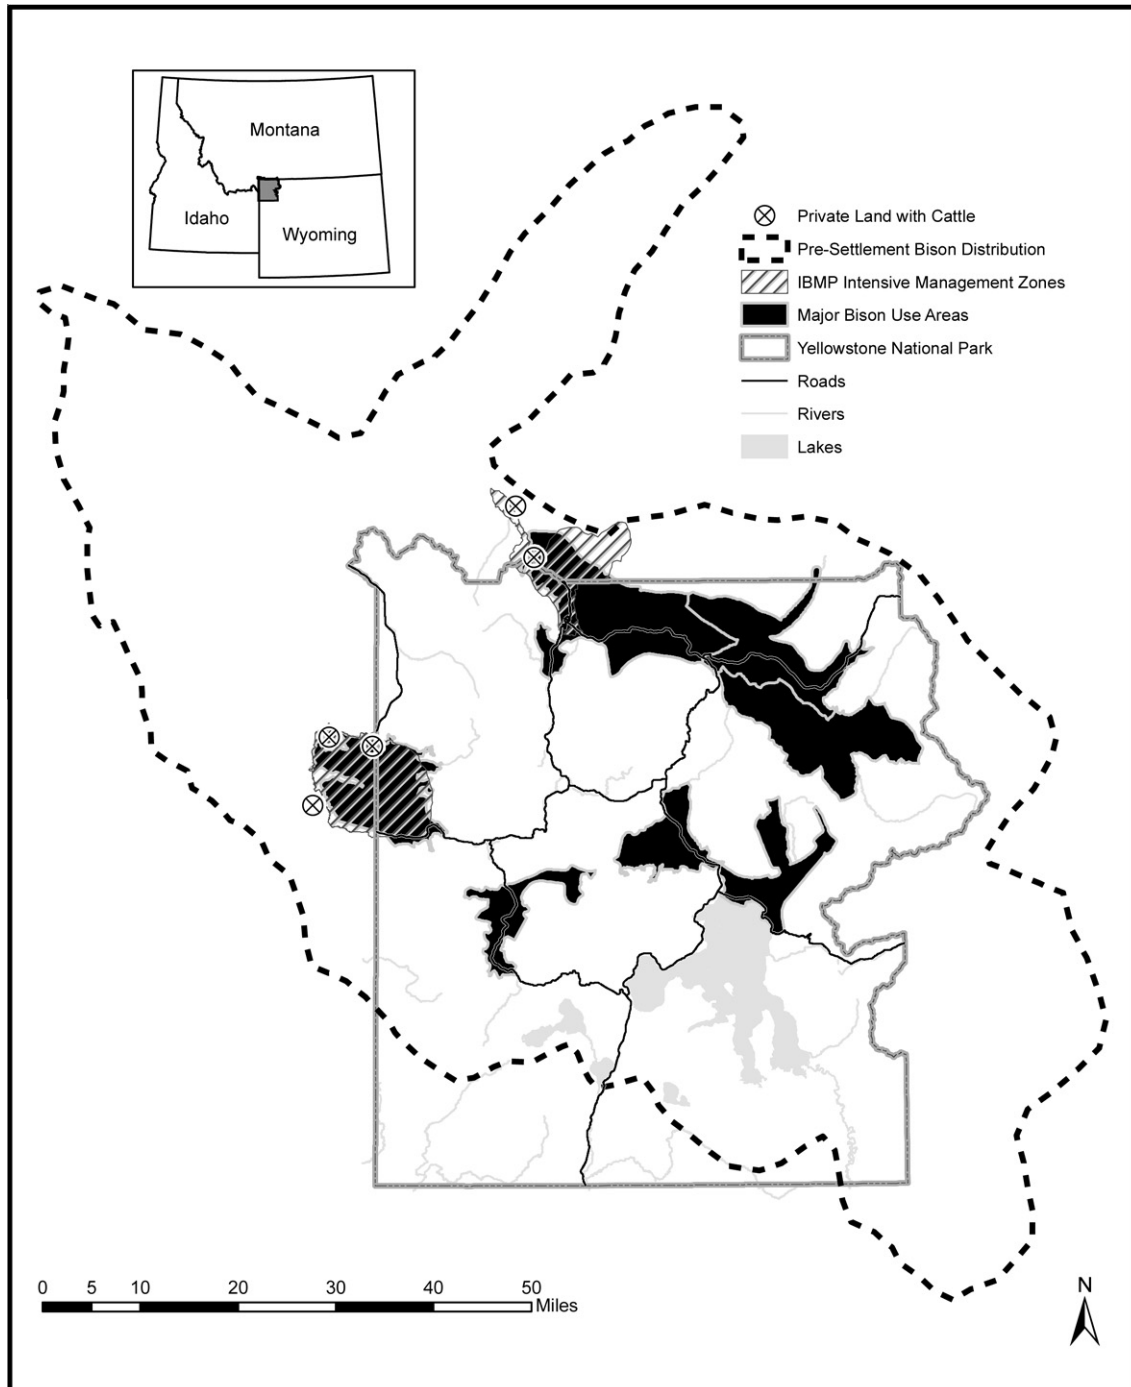 Montana
Idaho
Wyoming
Private Land with Cattle
Pre-Settlement Bison Distribution
IBMP Intensive Management Zones
Major Bison Use Areas
Yellowstone National Park
Roads
Rivers
Lakes
0 5 10 20 30 40 50
Miles
N